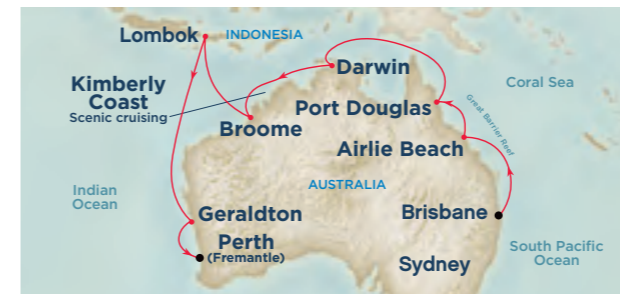 Lombok
INDONESIA
Kimberly
Coast
Scenic cruising
Darwin
Coral Sea
Port Douglas
Great Barrier Reef
Broome
Airlie Beach
Indian
Ocean
AUSTRALIA
Geraldton
Brisbane
Perth
(Fremantle)
South Pacific
Ocean
Sydney